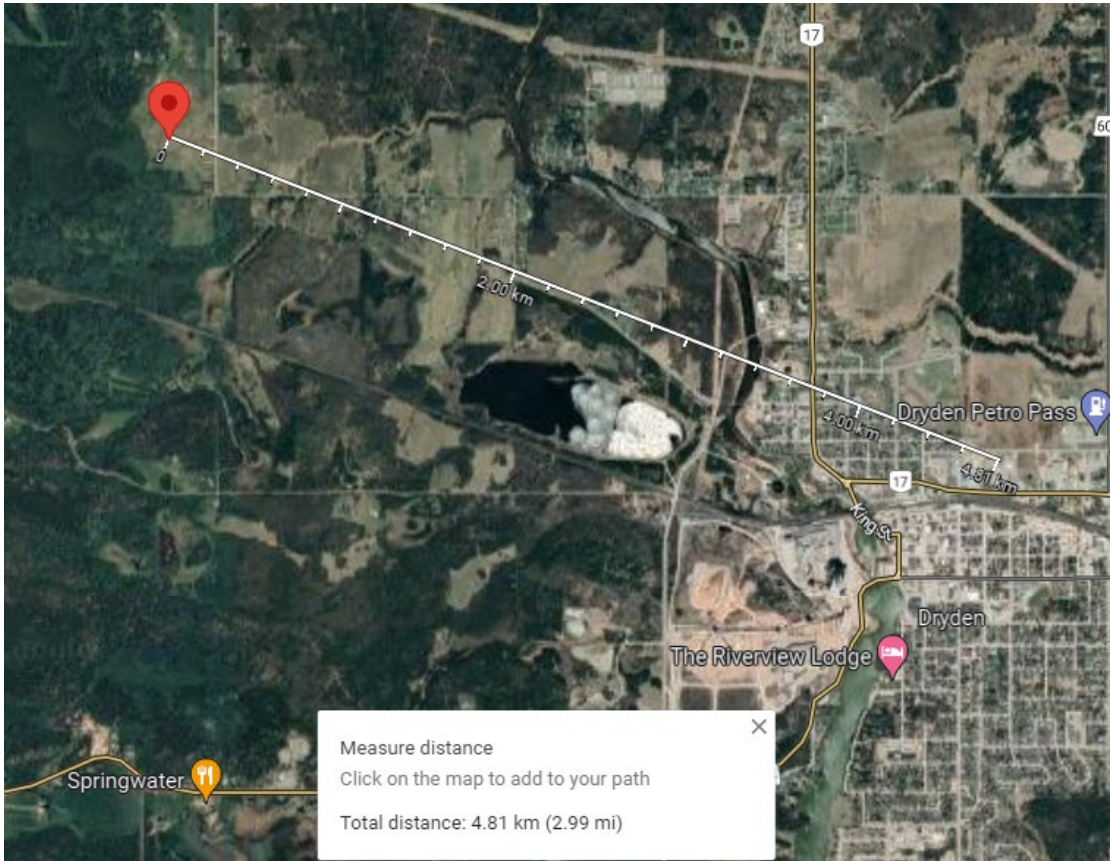 17
60
0
2.00 km
4.00 km
Dryden Petro Pass
4.81 km
17
King St
Dryden
The Riverview Lodge
Springwater
Measure distance
Click on the map to add to your path
Total distance: 4.81 km (2.99 mi)